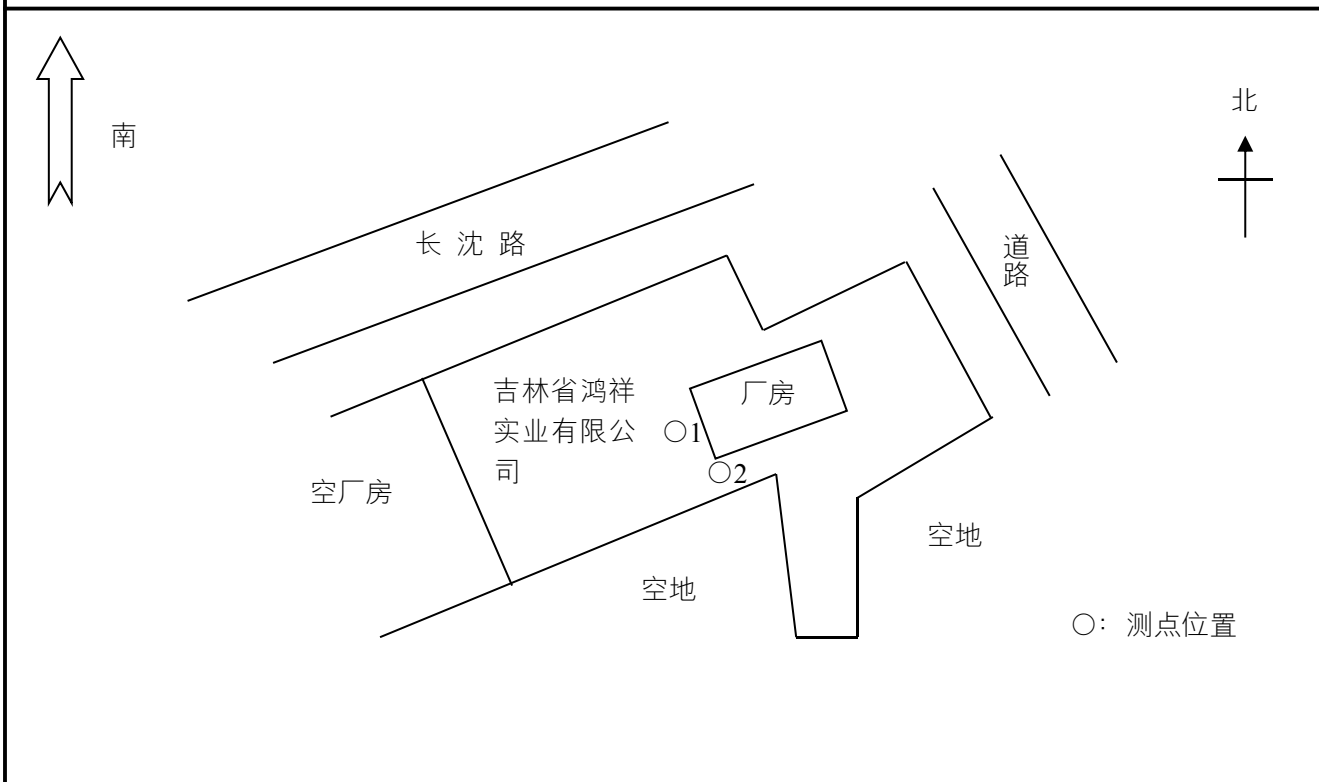 北
南
道
路
长 沈 路
吉林省鸿祥
实业有限公
司
厂房
○1
○2
空厂房
空地
空地
○：测点位置